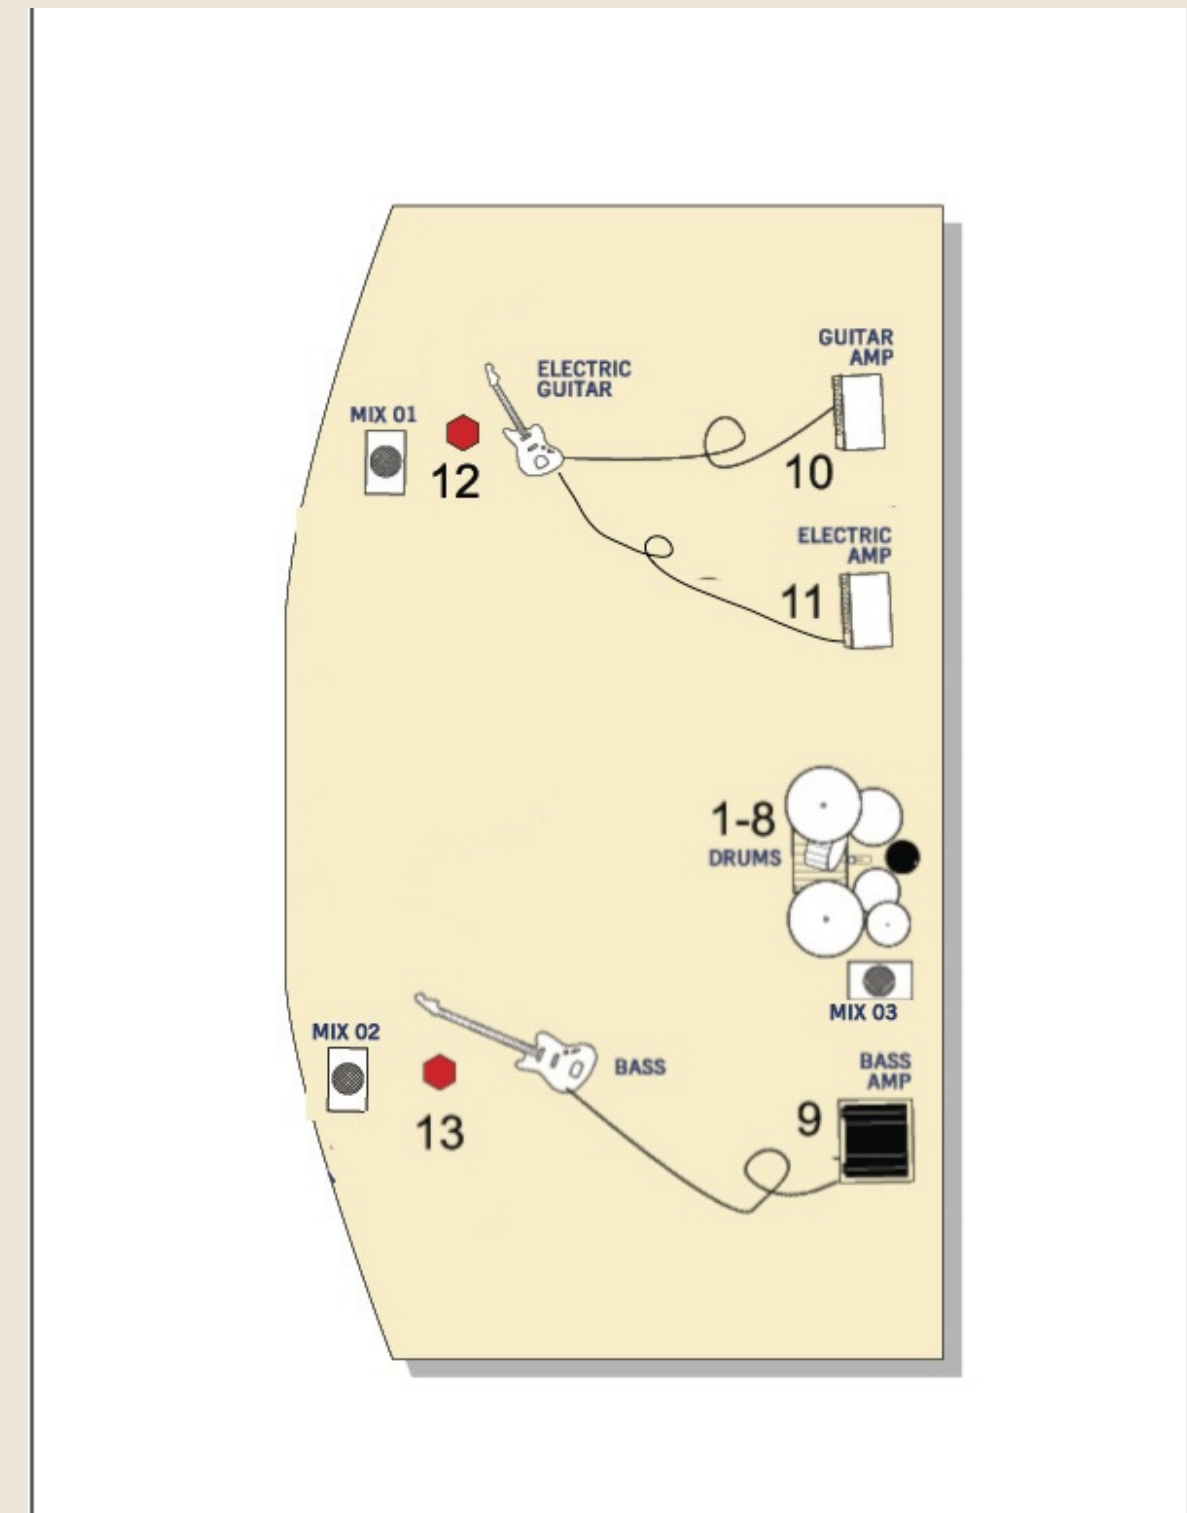 GUITAR
AMP
ELECTRIC
GUITAR
MIX 01
12
10
ELECTRIC
AMP
11
1-8
DRUMS
MIX 03
MIX 02
BASS
BASS
AMP
9
13